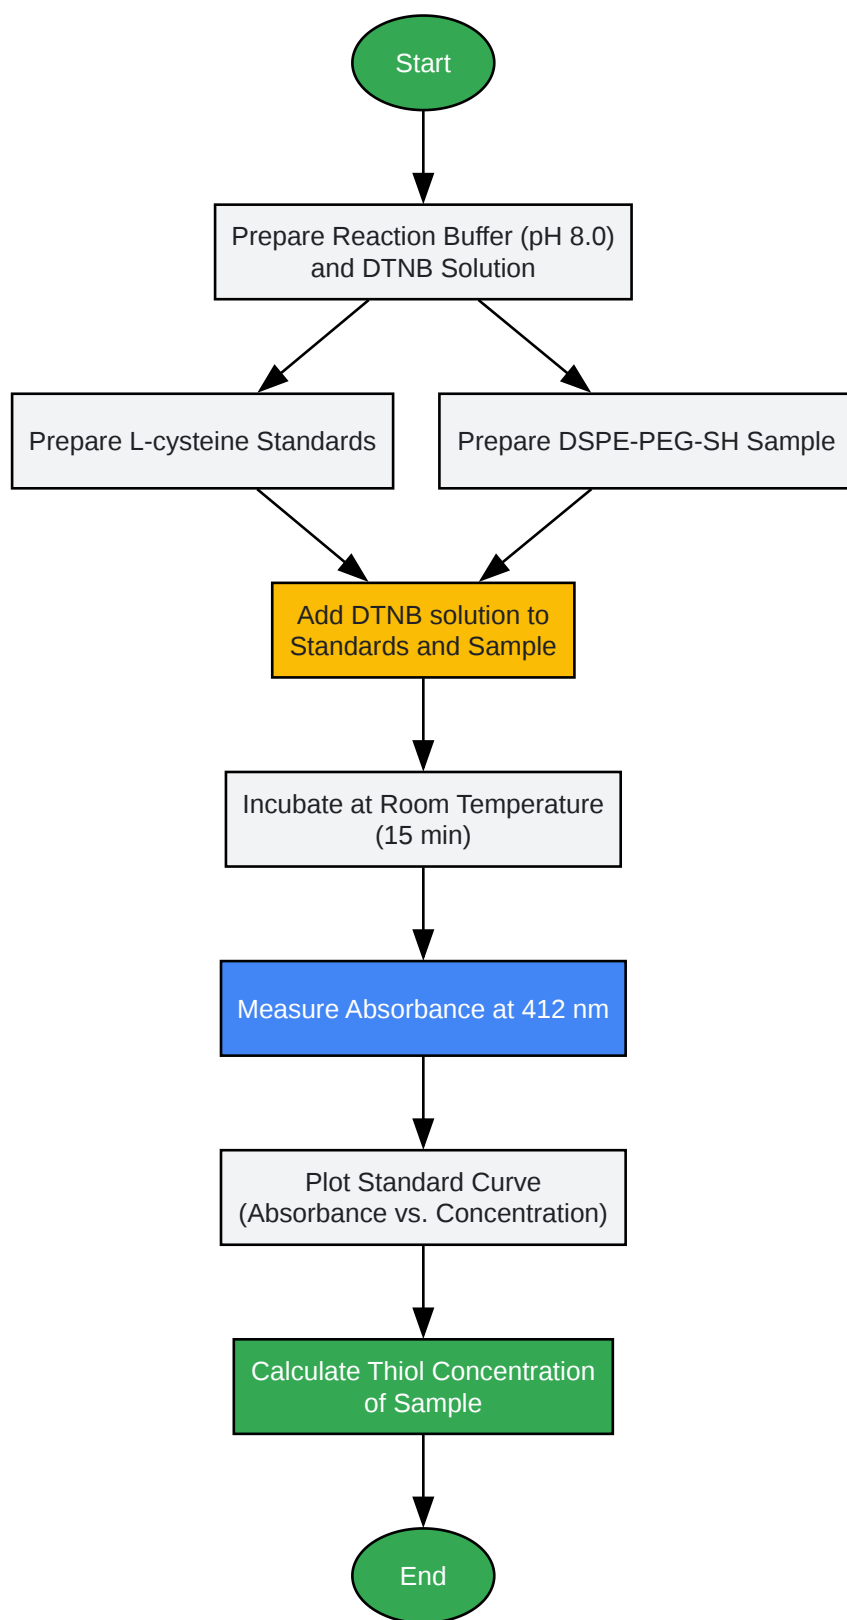 Start
Prepare Reaction Buffer (pH 8.0)
and DTNB Solution
Prepare L-cysteine Standards
Prepare DSPE-PEG-SH Sample
Add DTNB solution to
Standards and Sample
Incubate at Room Temperature
(15 min)
Measure Absorbance at 412 nm
Plot Standard Curve
(Absorbance vs. Concentration)
Calculate Thiol Concentration
of Sample
End